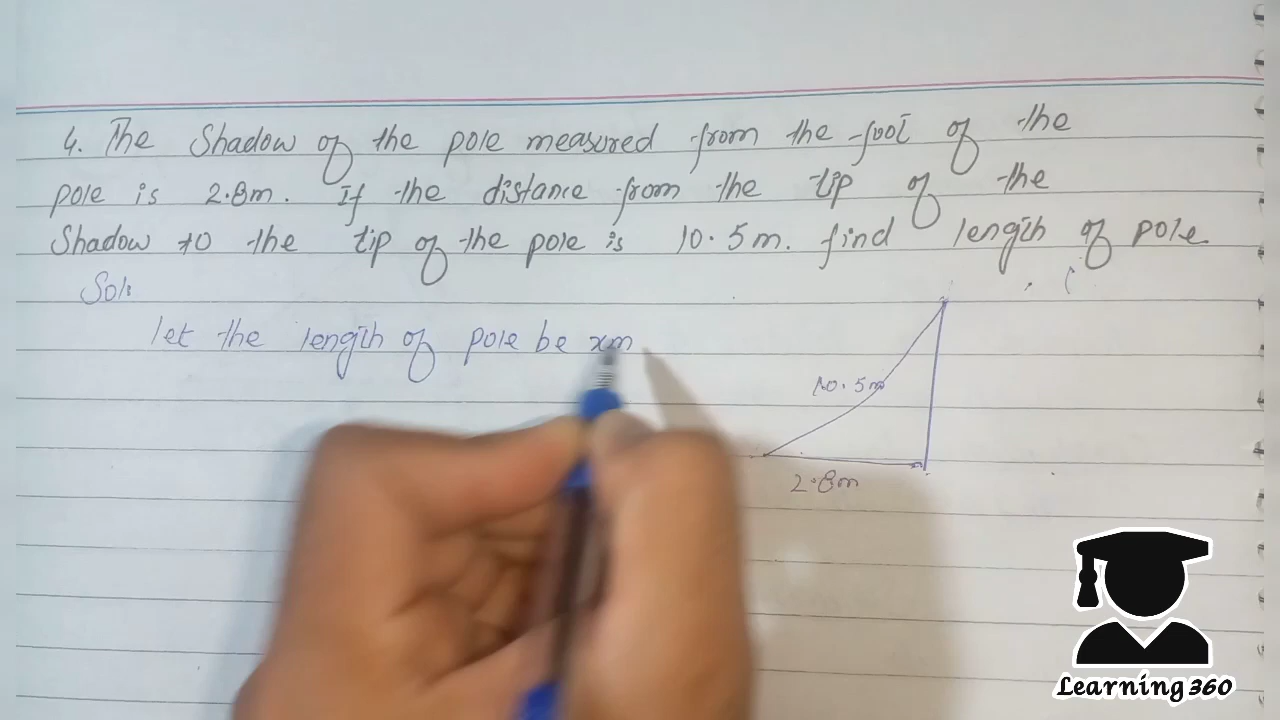 4. The Shadow of the pole measured from the foot of the
pole is 2.8m. If the distance from the tip of the
Shadow to the tip of the pole is 10.5m. find length of pole.
Sol:
let the length of pole be xm
10.5m
2.8m
Learning360